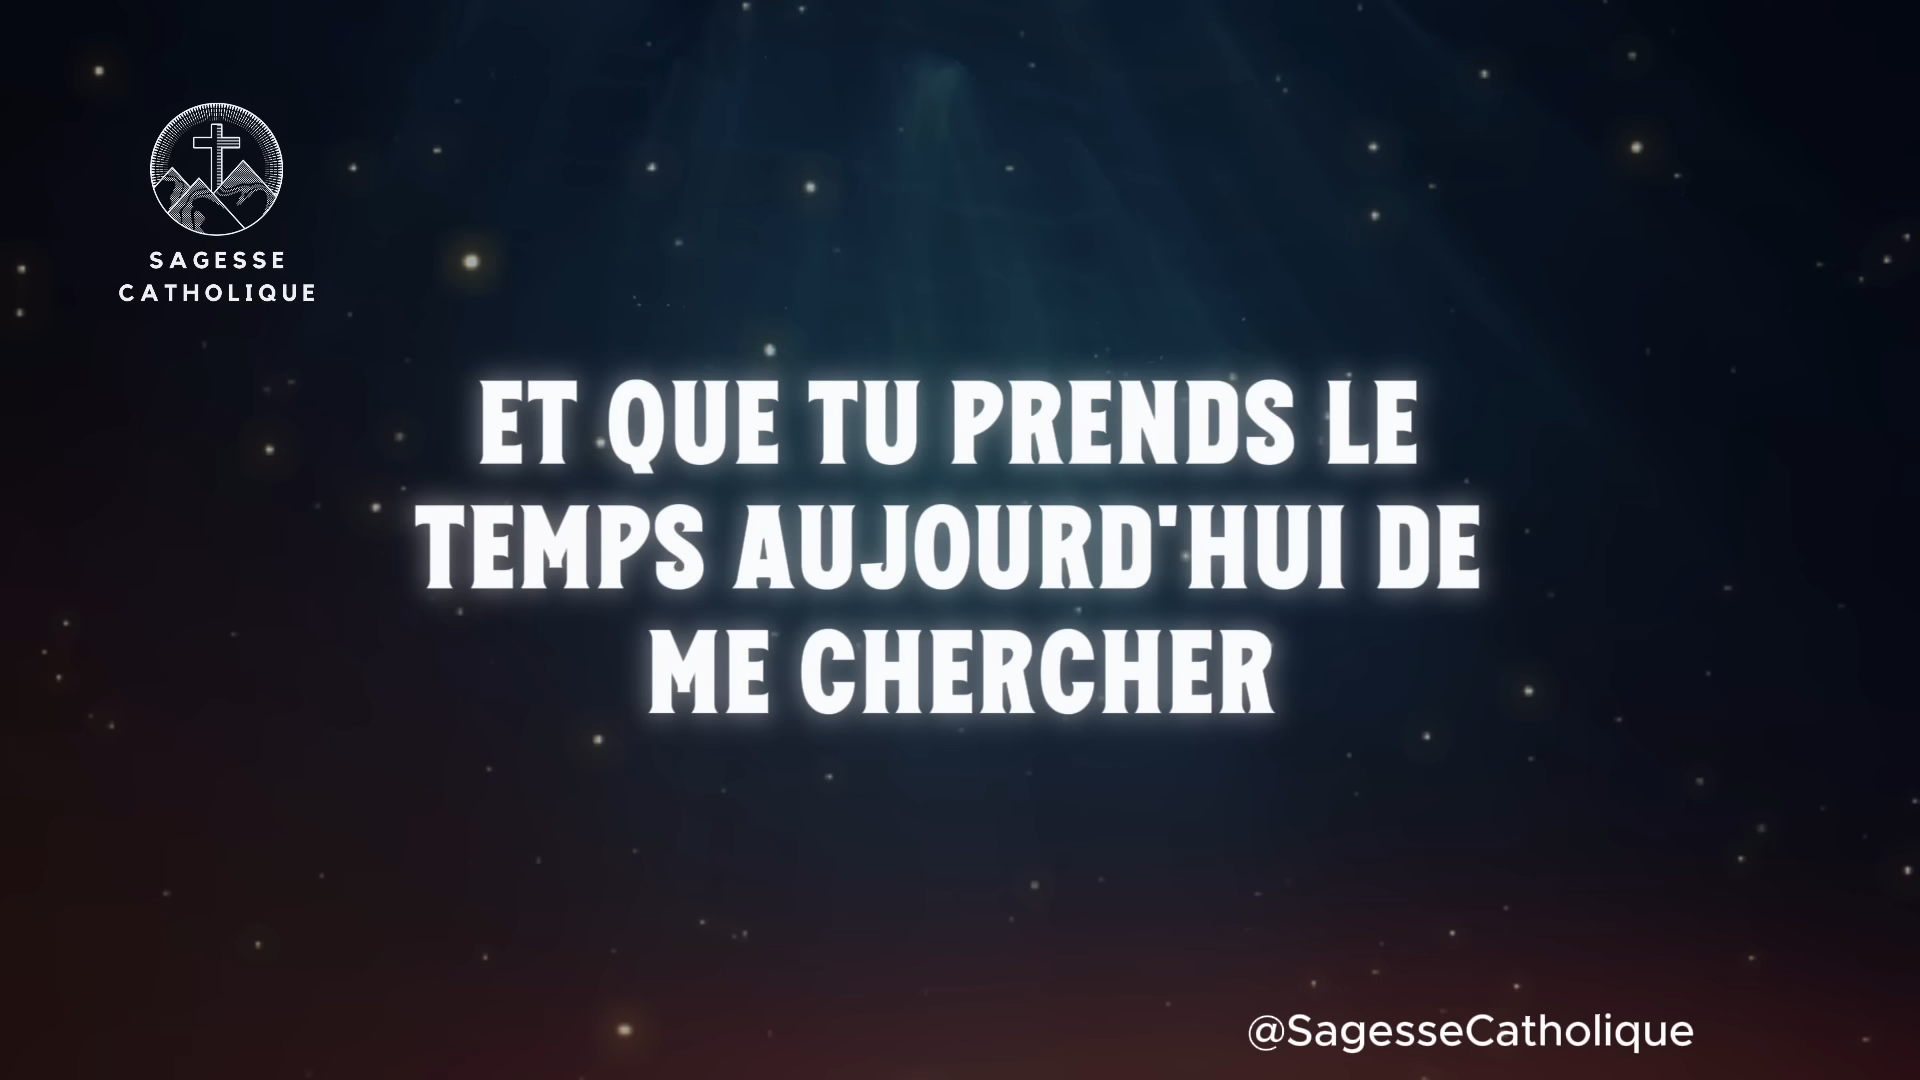 SAGESSE
CATHOLIQUE
ET QUE TU PRENDS LE
TEMPS AUJOURD'HUI DE
ME CHERCHER
@SagesseCatholique